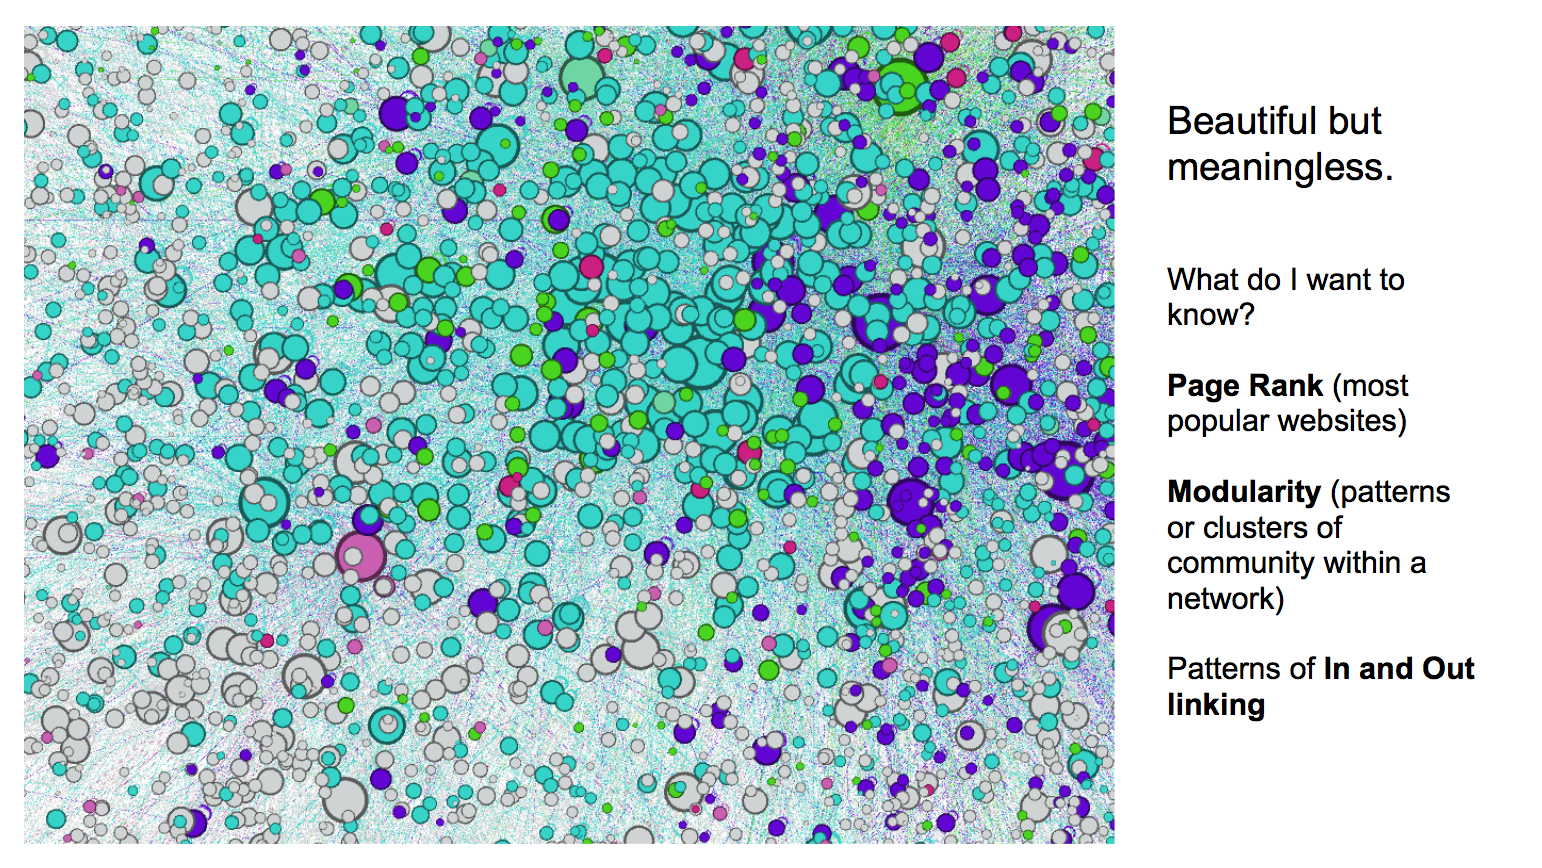 Beautiful but
meaningless.
What do I want to
know?
Page Rank (most
popular websites)
Modularity (patterns
or clusters of
community within a
network)
Patterns of In and Out
linking